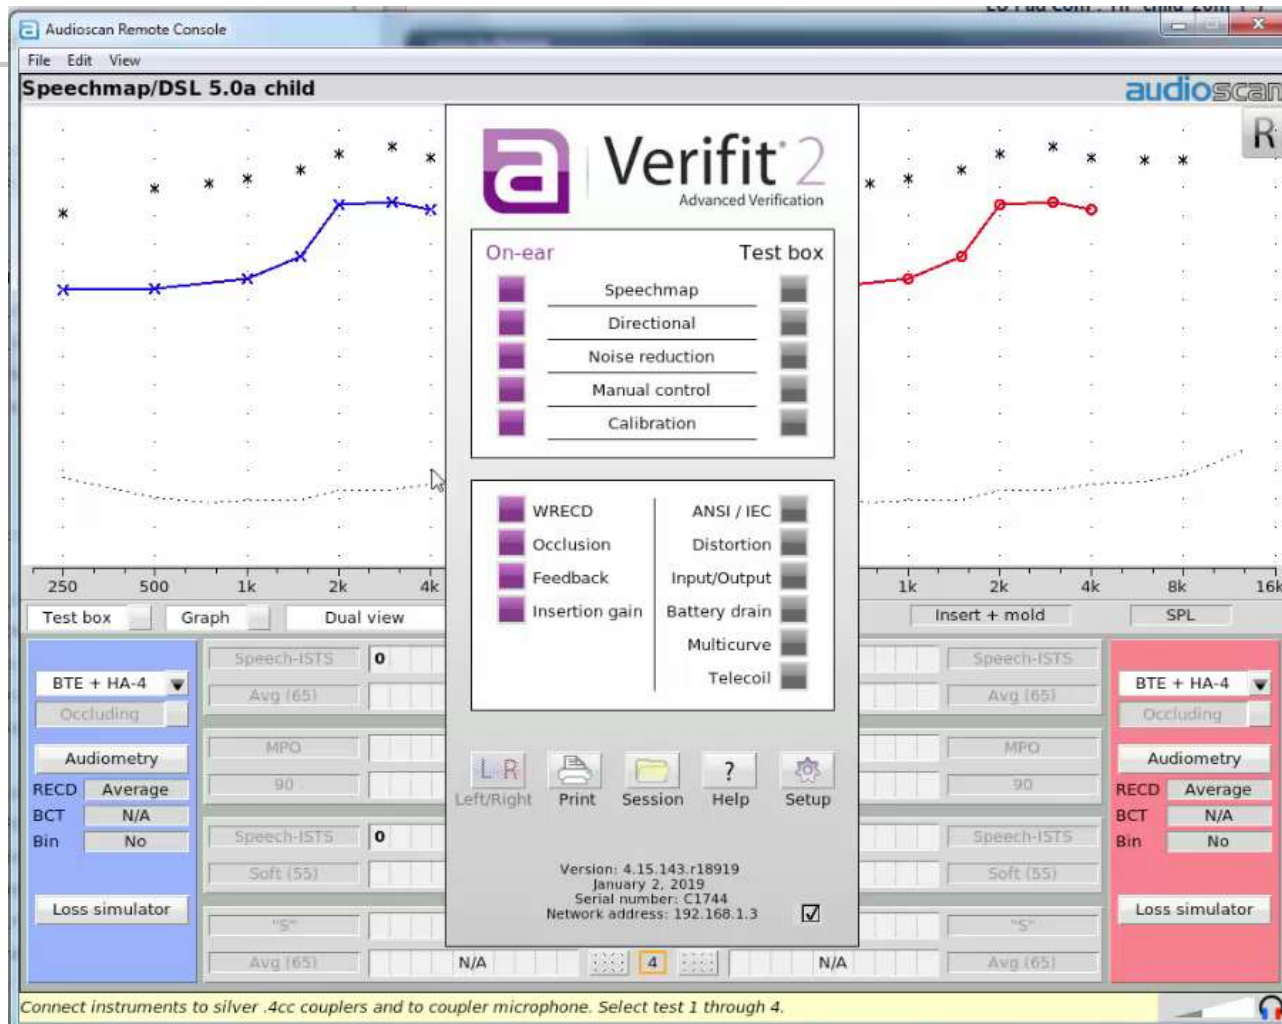 Audioscan Remote Console
File Edit View
Speechmap/DSL 5.0a child
audioscan
R
a Verifit 2
Advanced Verification
On-ear Test box
Speechmap
Directional
Noise reduction
Manual control
Calibration
WRECD ANSI / IEC
Occlusion Distortion
Feedback Input/Output
Insertion gain Battery drain
Multicurve
Telecoil
L R
?
Left/Right Print Session Help Setup
Version: 4.15.143.r18919
January 2, 2019
Serial number: C1744
Network address: 192.168.1.3
250 500 1k 2k 4k 1k 2k 4k 8k 16k
Test box Graph Dual view Insert + mold SPL
Speech-ISTS 0 Speech-ISTS
BTE + HA-4 Avg (65) Avg (65) BTE + HA-4
Occluding Occluding
Audiometry MPO MPO Audiometry
RECD Average 90 90 RECD Average
BCT N/A BCT N/A
Bin No Speech-ISTS 0 Speech-ISTS Bin No
Soft (55) Soft (55)
Loss simulator "S" "S" Loss simulator
Avg (65) N/A 4 N/A Avg (65)
Connect instruments to silver .4cc couplers and to coupler microphone. Select test 1 through 4.